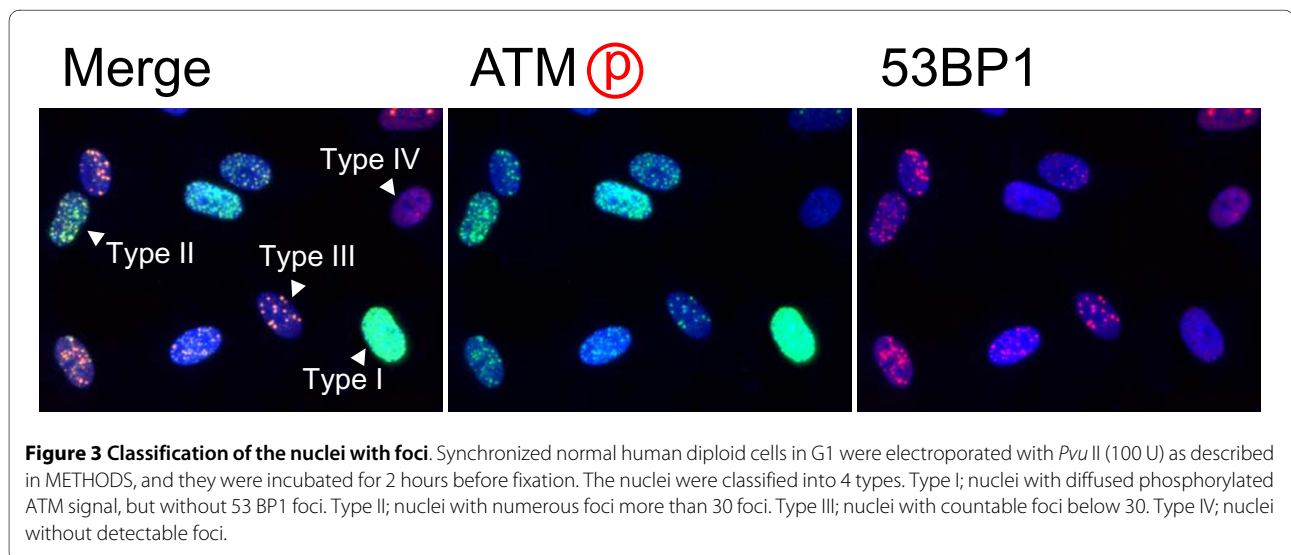 Merge ATM p 53BP1
Type IV
Type II
Type III
Type I
Figure 3 Classification of the nuclei with foci. Synchronized normal human diploid cells in G1 were electroporated with Pvu II (100 U) as described
in METHODS, and they were incubated for 2 hours before fixation. The nuclei were classified into 4 types. Type I; nuclei with diffused phosphorylated
ATM signal, but without 53 BP1 foci. Type II; nuclei with numerous foci more than 30 foci. Type III; nuclei with countable foci below 30. Type IV; nuclei
without detectable foci.